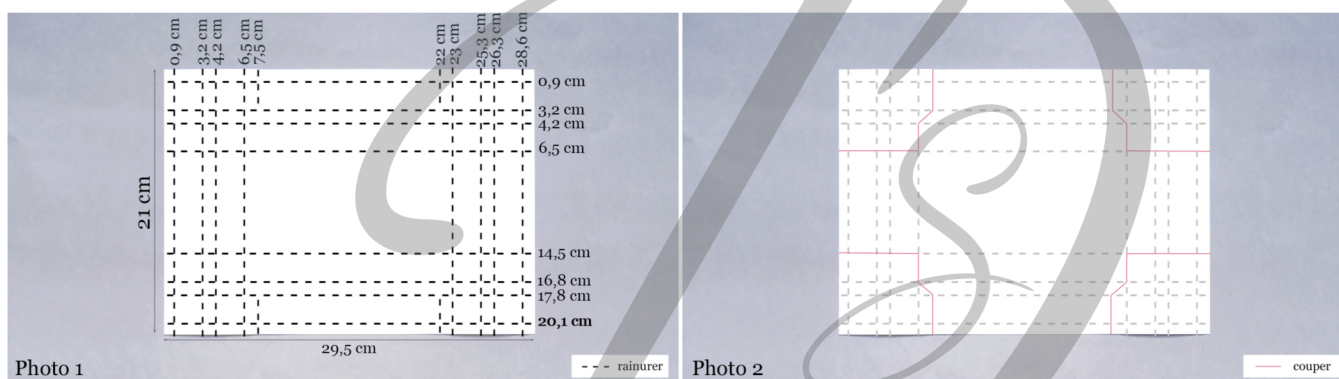 0,9 cm
3,2 cm
4,2 cm
6,5 cm
7,5 cm
22 cm
23 cm
25,3 cm
26,3 cm
28,6 cm
0,9 cm
3,2 cm
4,2 cm
6,5 cm
21 cm
14,5 cm
16,8 cm
17,8 cm
20,1 cm
29,5 cm
Photo 1
rainurer
Photo 2
couper